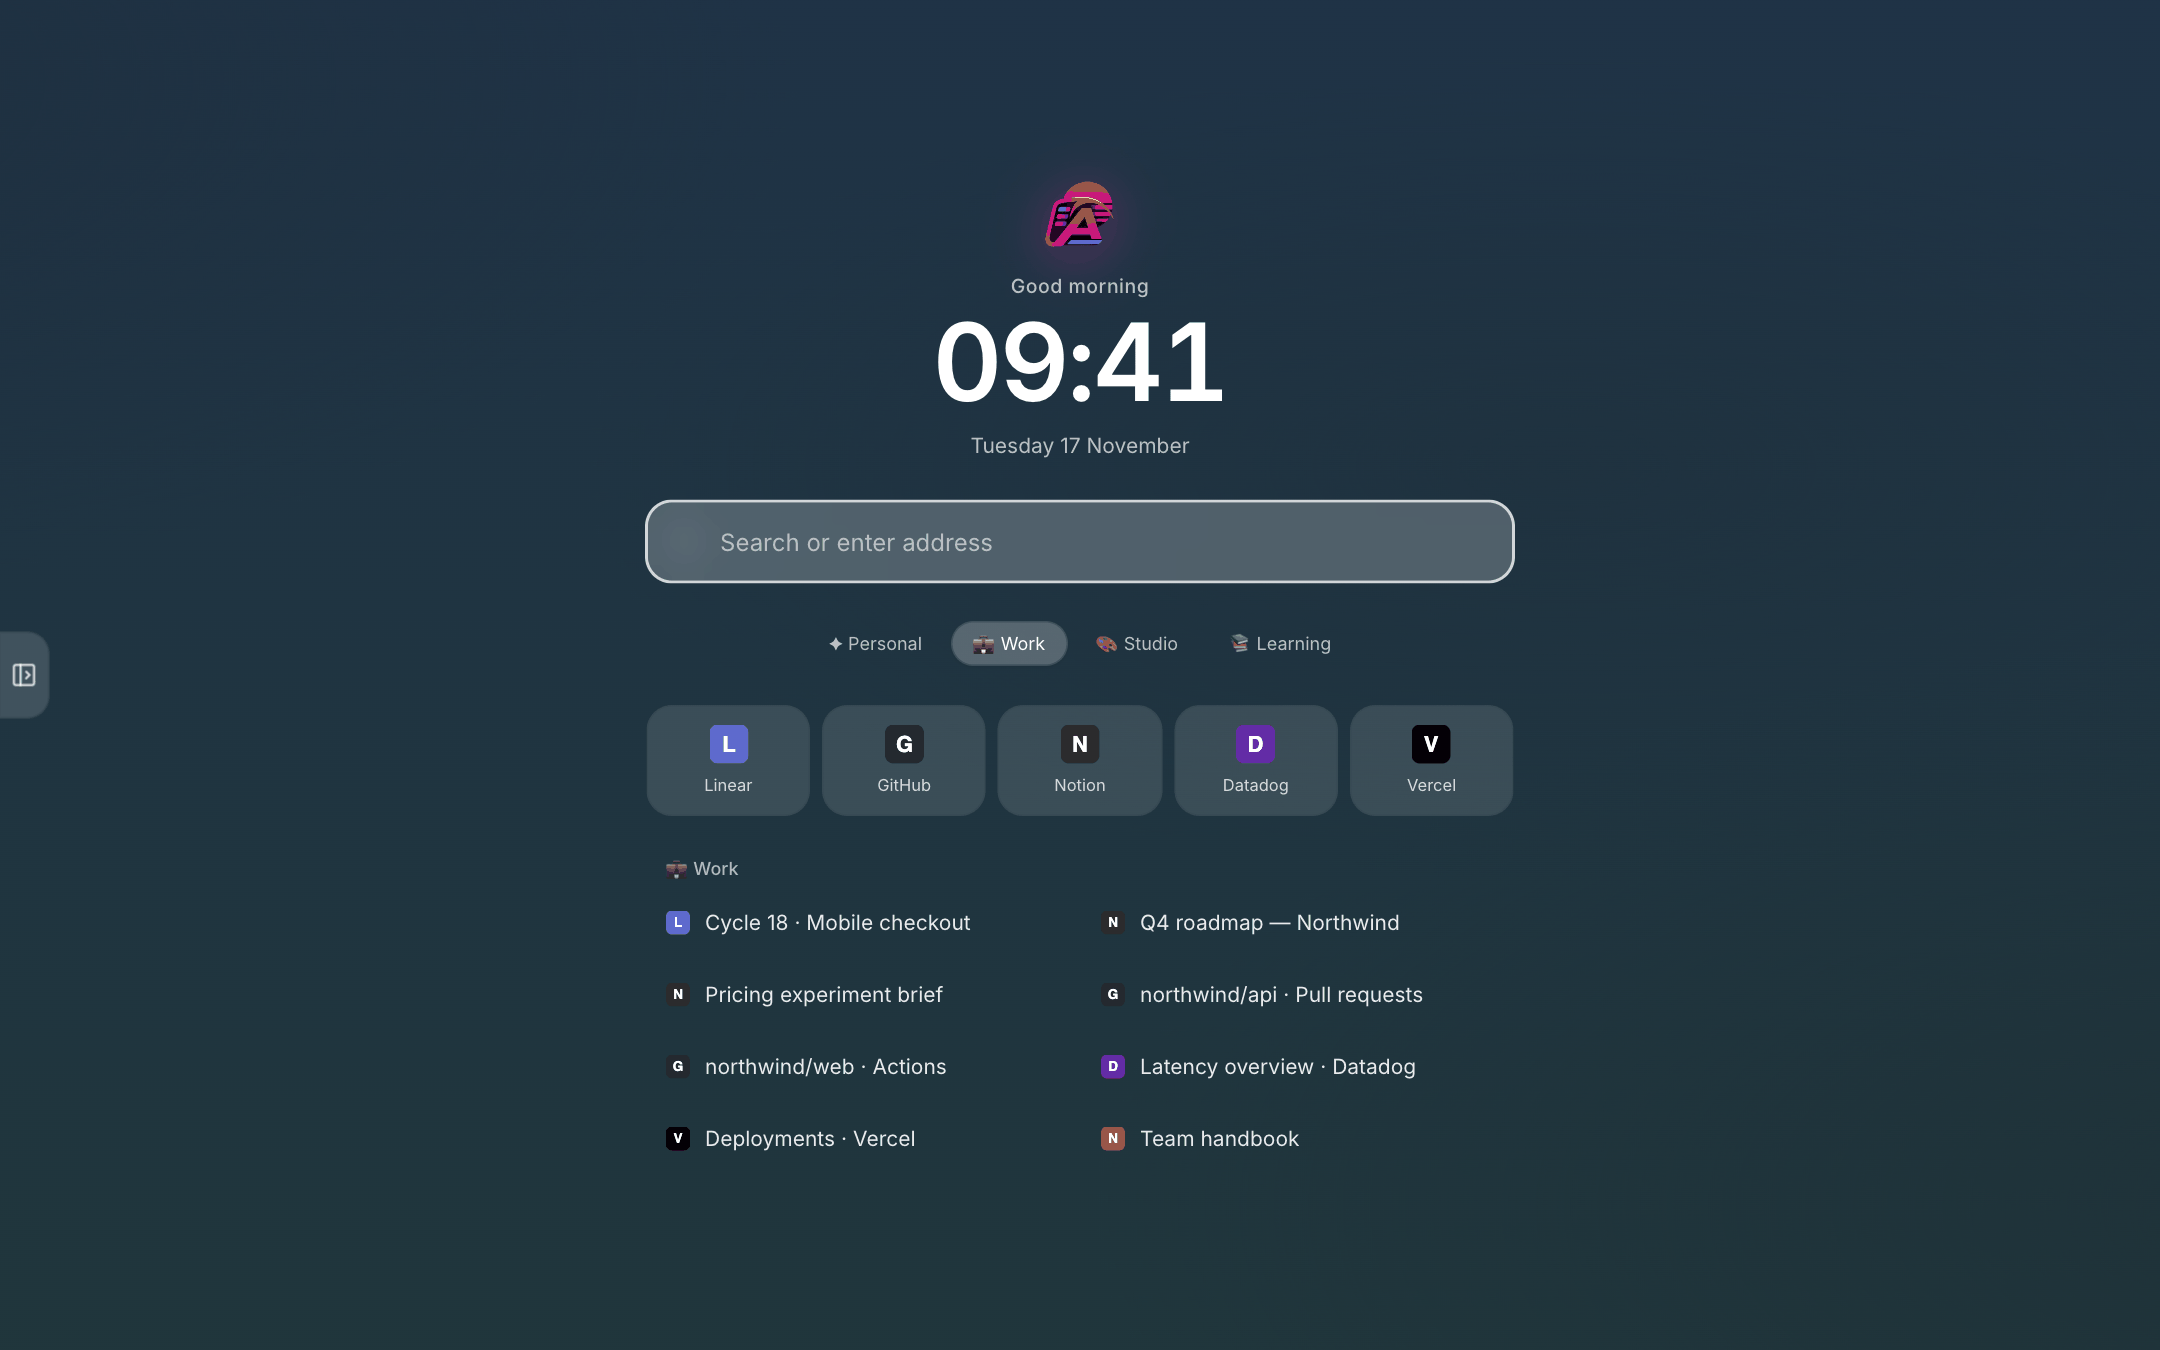 A
Good morning
09:41
Tuesday 17 November
Search or enter address
Personal
Work
Studio
Learning
L
Linear
G
GitHub
N
Notion
D
Datadog
V
Vercel
Work
L Cycle 18 · Mobile checkout
N Q4 roadmap — Northwind
N Pricing experiment brief
G northwind/api · Pull requests
G northwind/web · Actions
D Latency overview · Datadog
V Deployments · Vercel
N Team handbook